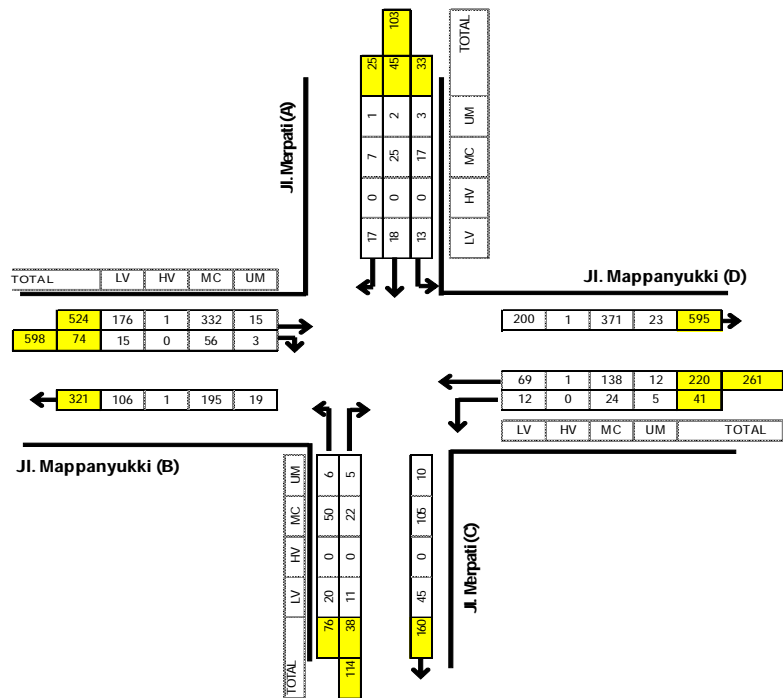 103
25 45 33 TOTAL
1 2 3 UM
7 25 17 MC
0 0 0 HV
17 18 13 LV
Jl. Merpati (A)
Jl. Mappanyukki (D)
TOTAL LV HV MC UM
524 176 1 332 15
598 74 15 0 56 3
321 106 1 195 19
200 1 371 23 595
69 1 138 12 220 261
12 0 24 5 41
LV HV MC UM TOTAL
Jl. Mappanyukki (B)
UM 6 5 10
MC 50 22 105
HV 0 0 0
LV 20 11 45
TOTAL 76 38 160
114
Jl. Merpati (C)